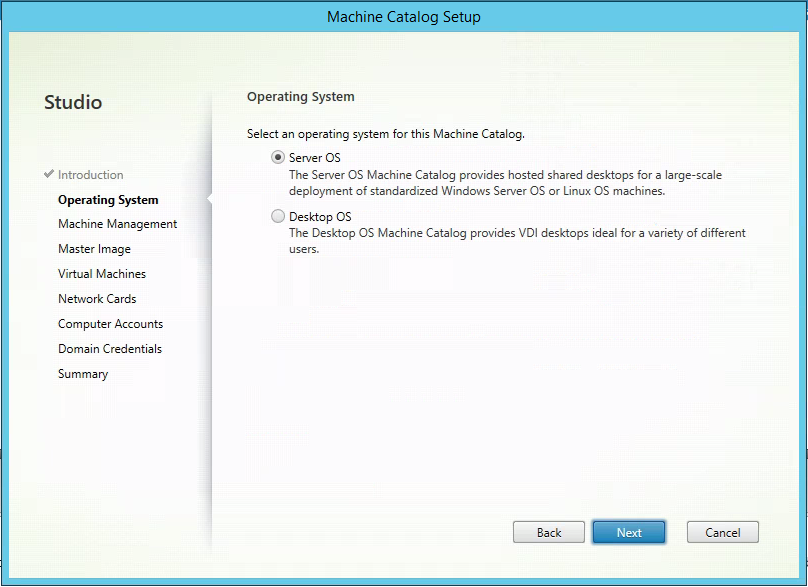 Machine Catalog Setup
Studio
Introduction
Operating System
Machine Management
Master Image
Virtual Machines
Network Cards
Computer Accounts
Domain Credentials
Summary
Operating System
Select an operating system for this Machine Catalog.
Server OS
The Server OS Machine Catalog provides hosted shared desktops for a large-scale
deployment of standardized Windows Server OS or Linux OS machines.
Desktop OS
The Desktop OS Machine Catalog provides VDI desktops ideal for a variety of different
users.
Back
Next
Cancel